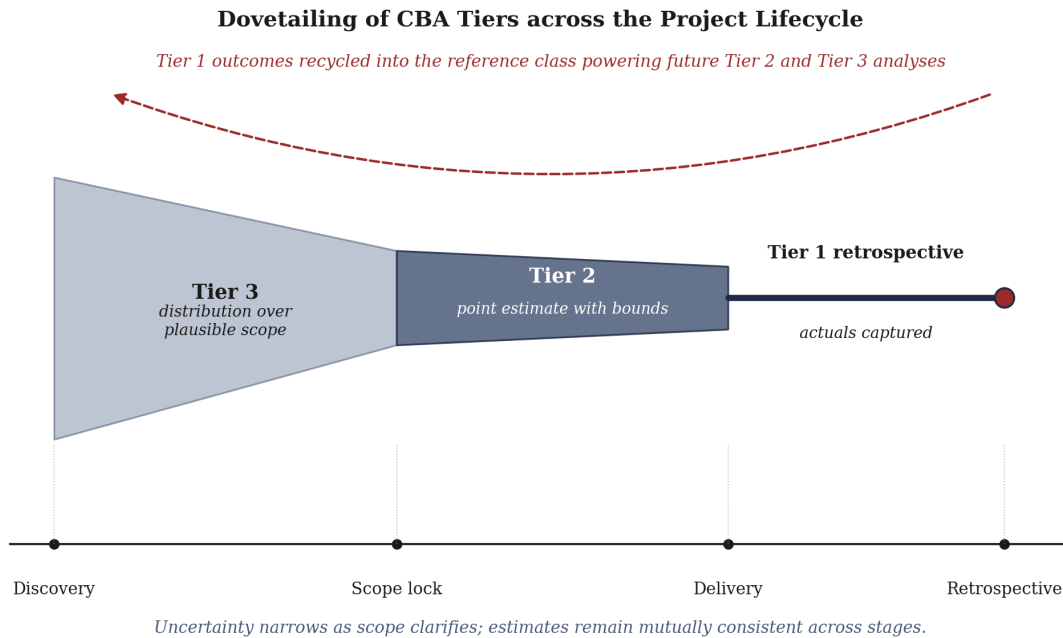 Dovetailing of CBA Tiers across the Project Lifecycle
Tier 1 outcomes recycled into the reference class powering future Tier 2 and Tier 3 analyses
Tier 1 retrospective
Tier 2
Tier 3
distribution over
plausible scope
point estimate with bounds
actuals captured
Discovery
Scope lock
Delivery
Retrospective
Uncertainty narrows as scope clarifies; estimates remain mutually consistent across stages.